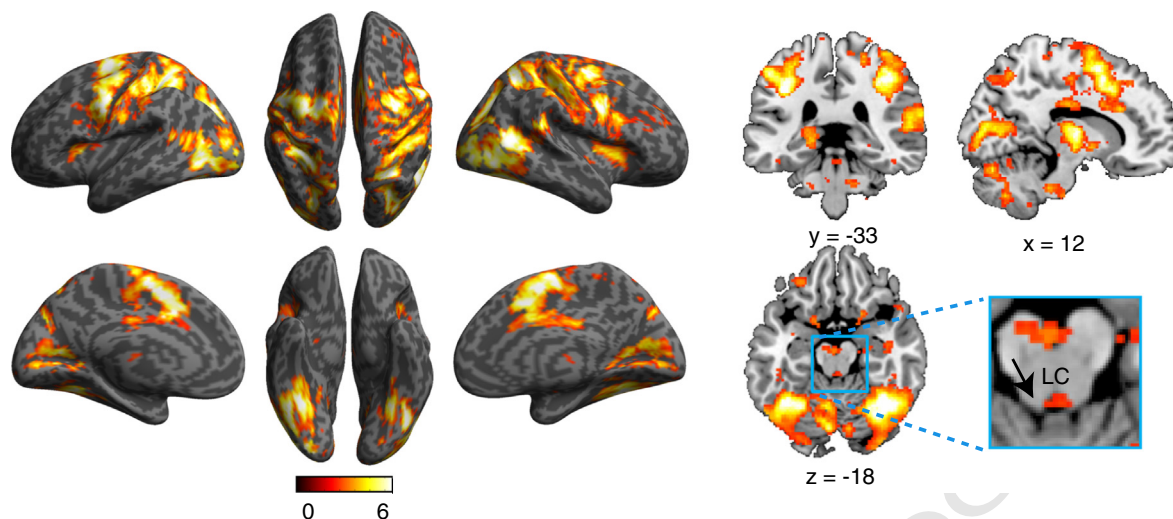 y = -33
x = 12
LC
z = -18
0 6